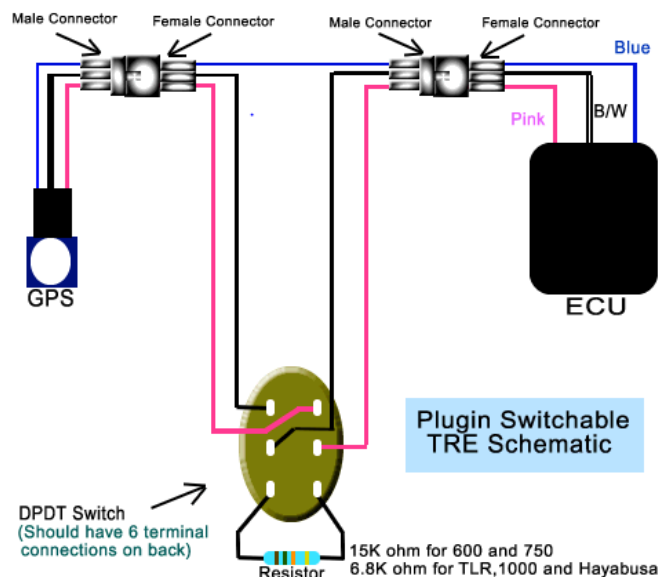 Male Connector
Female Connector
Male Connector
Female Connector
Blue
B/W
Pink
GPS
ECU
Plugin Switchable
TRE Schematic
DPDT Switch
(Should have 6 terminal
connections on back)
15K ohm for 600 and 750
6.8K ohm for TLR,1000 and Hayabusa
Resistor